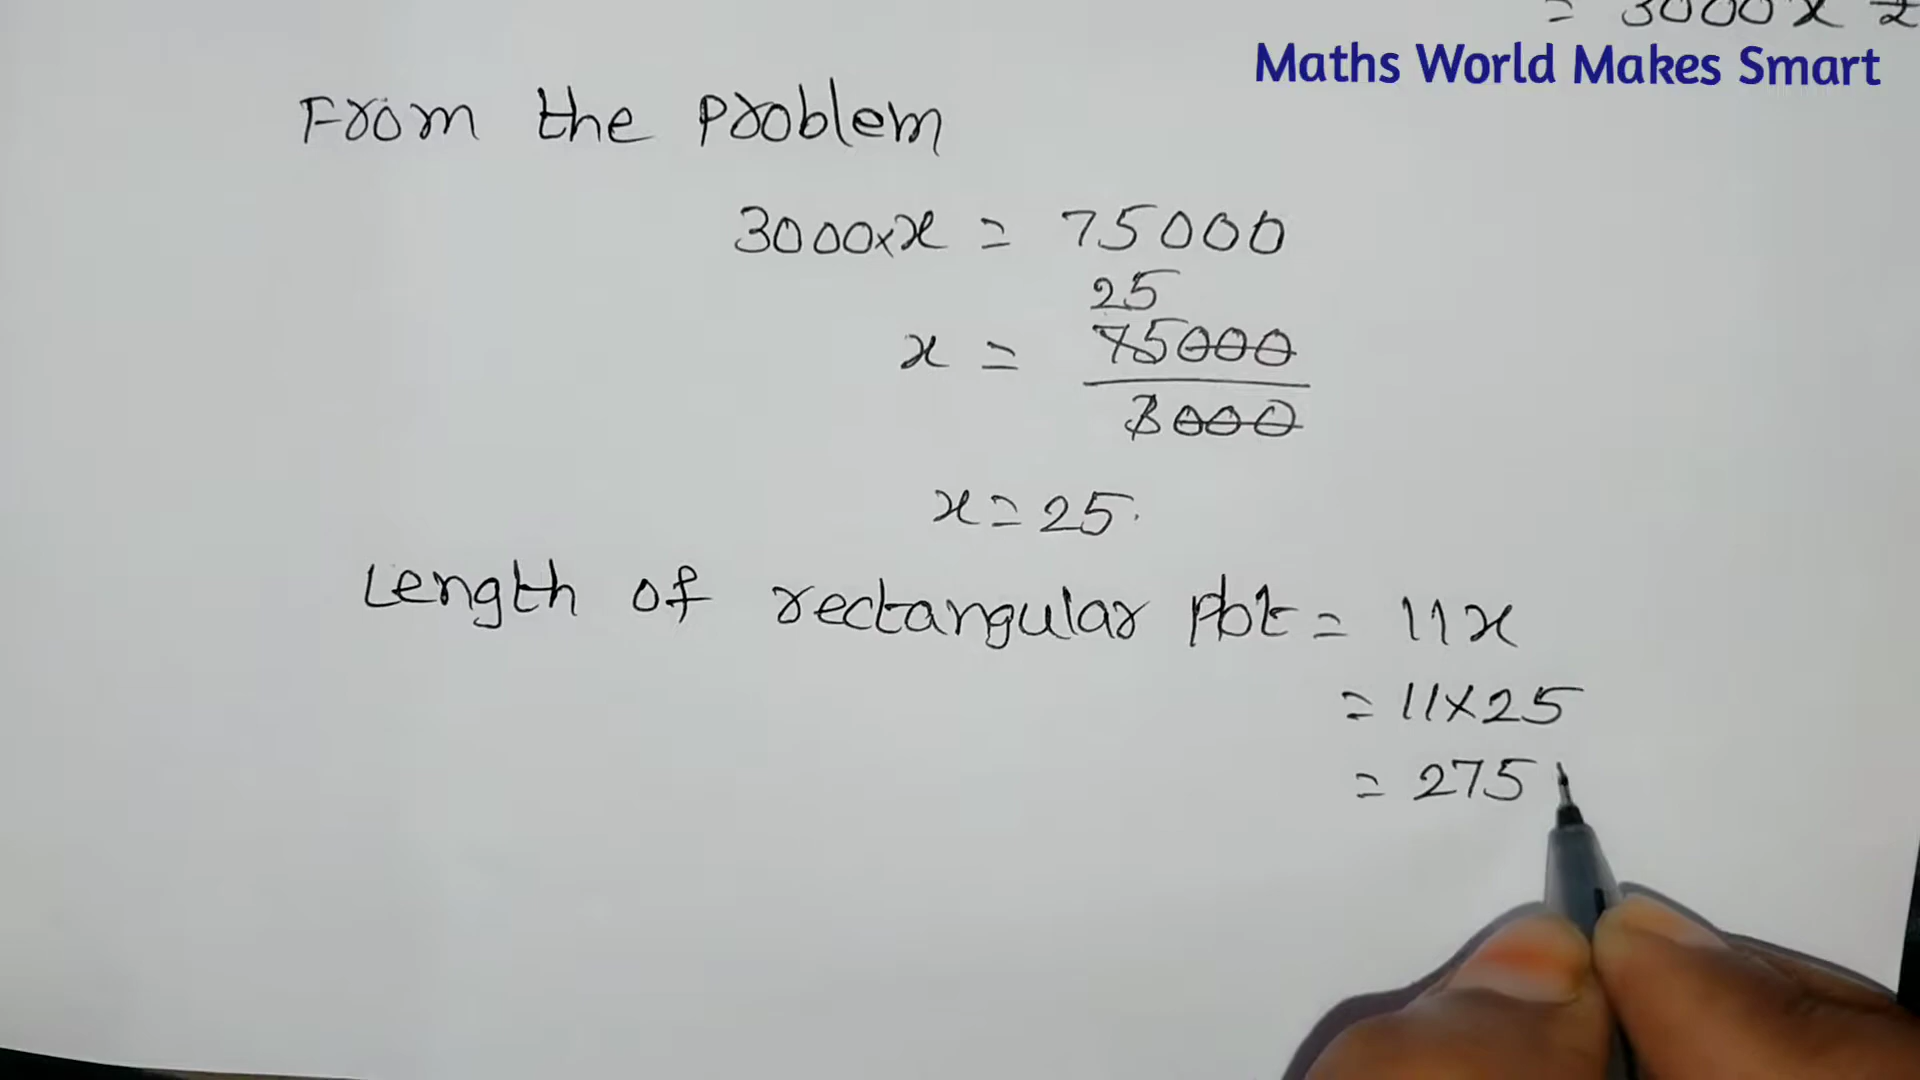 = 3000x
Maths World Makes Smart
From the problem
3000×x = 75000
25
x = 75000
3000
x = 25.
Length of rectangular plot = 11x
= 11×25
= 275